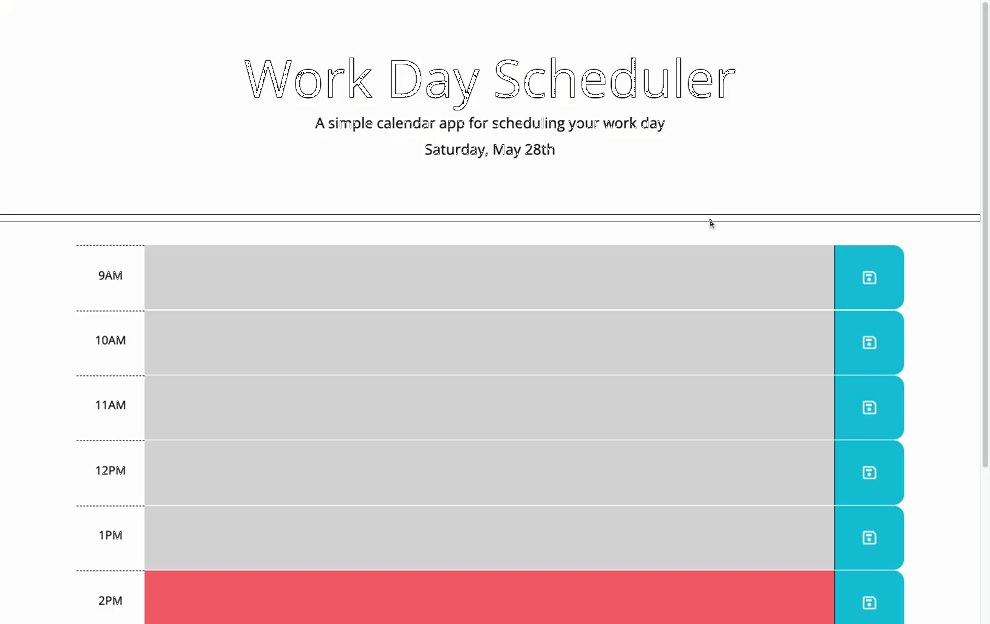 Work Day Scheduler
A simple calendar app for scheduling your work day
Saturday, May 28th
9AM
10AM
11AM
12PM
1PM
2PM